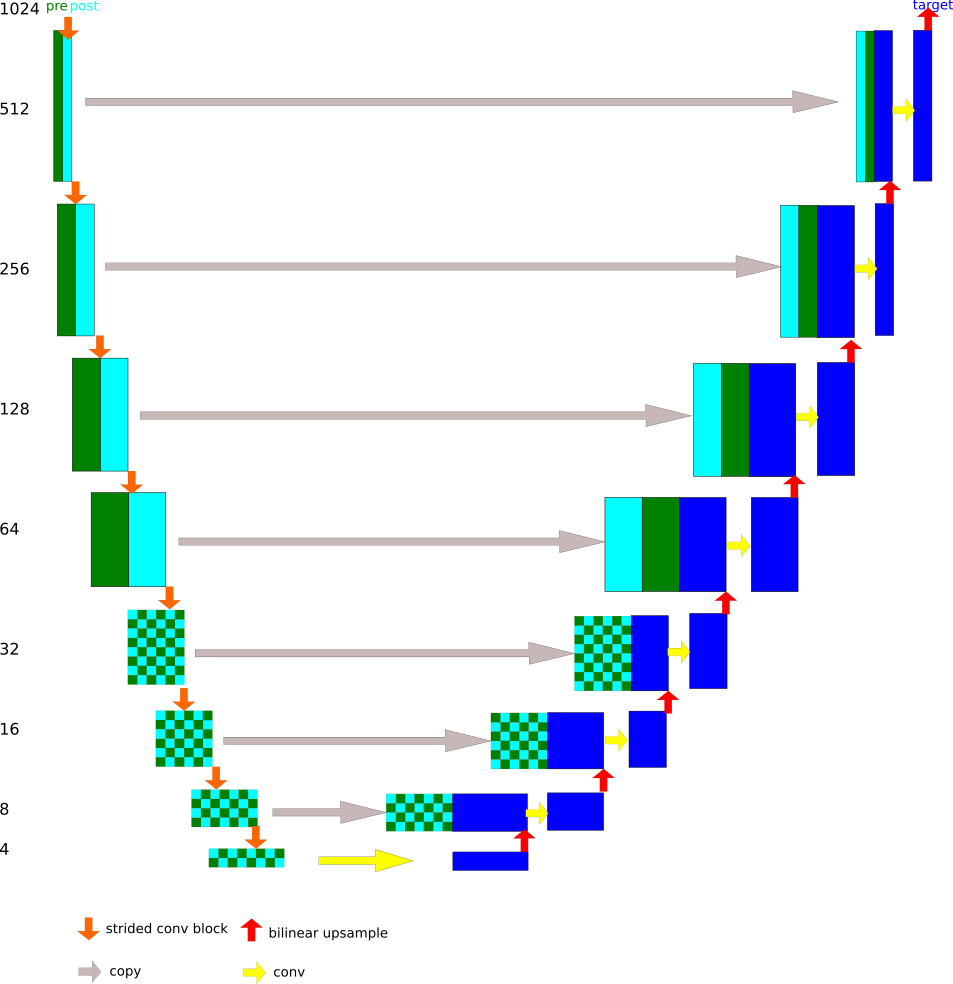 1024 pre post target
512
256
128
64
32
16
8
4
strided conv block bilinear upsample
copy conv